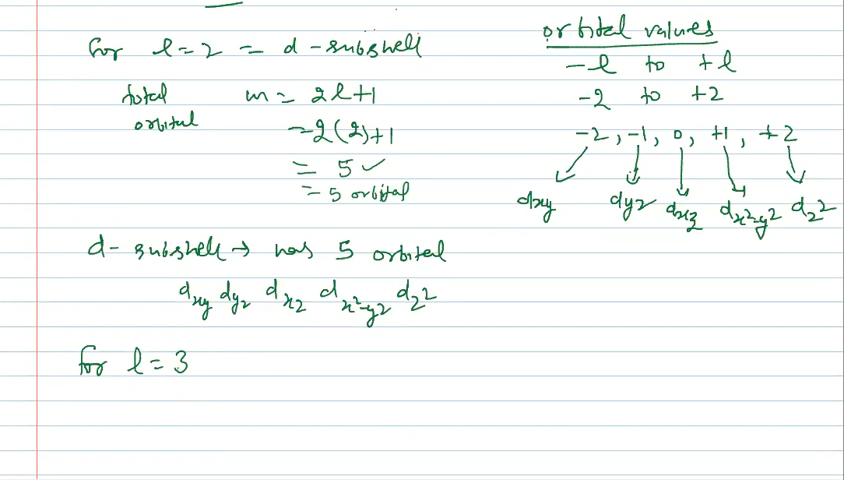 for l = 2 = d - subshell
total orbital m = 2l+1
= 2(2)+1
= 5 ✓
= 5 orbital
orbital values
-l to +l
-2 to +2
-2, -1, 0, +1, +2
dxy dyz dxz dx²-y² dz²
d- subshell → has 5 orbital
dxy dyz dxz dx²-y² dz²
for l = 3